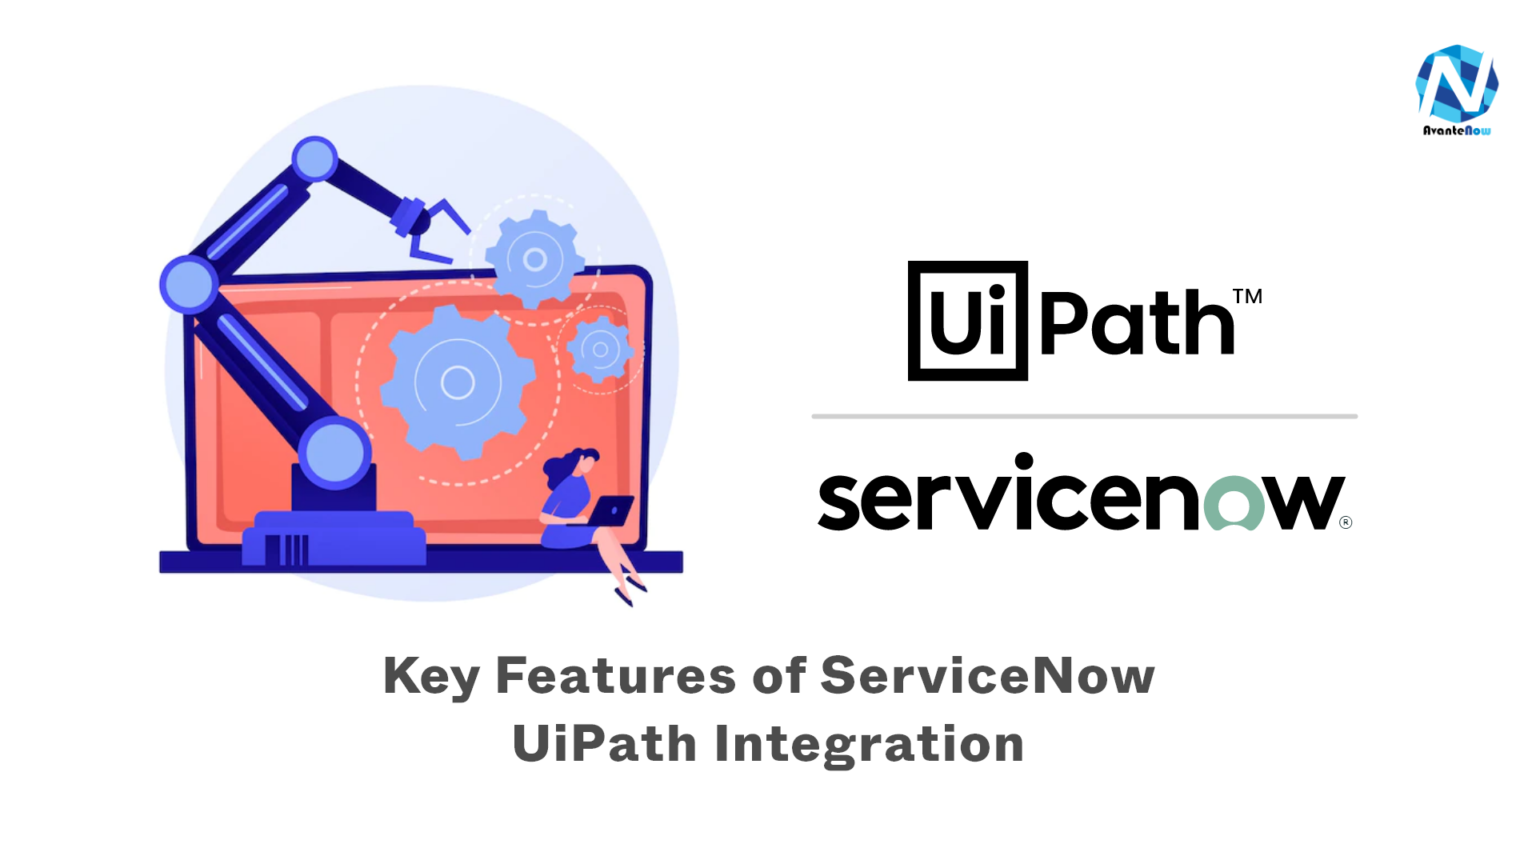 AvanteNow
UiPath™
servicenow®
Key Features of ServiceNow
UiPath Integration